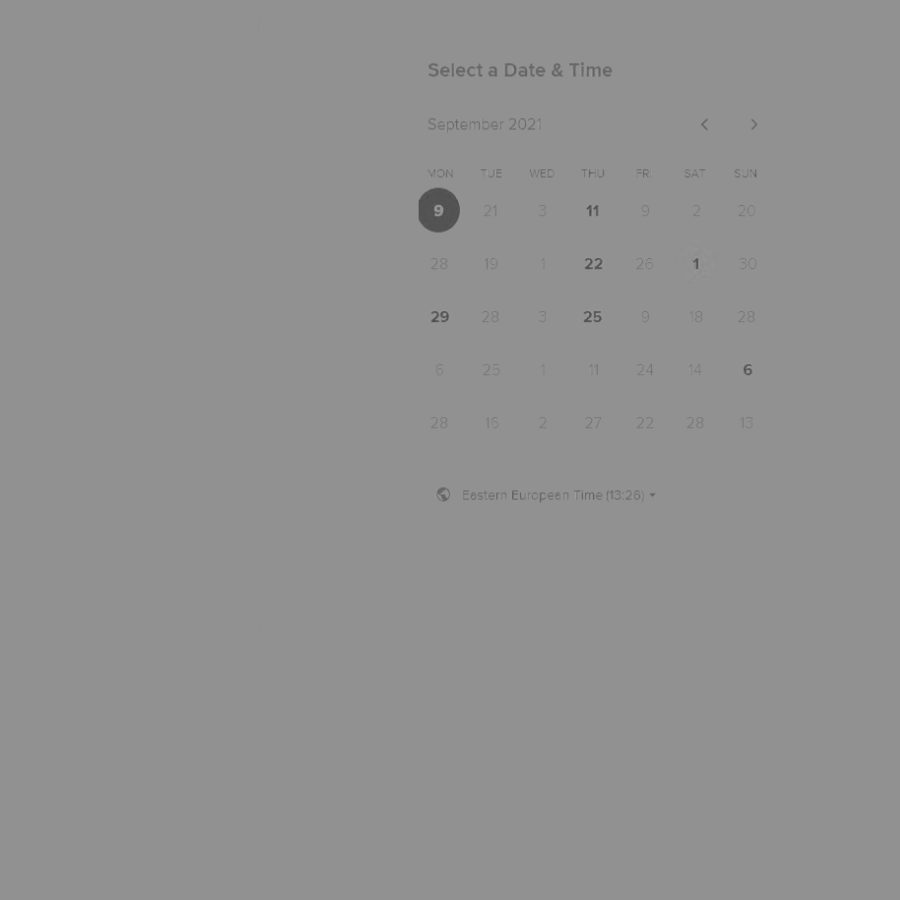 Select a Date & Time
September 2021
MON TUE WED THU FRI SAT SUN
9 21 3 11 9 2 20
28 19 1 22 26 1 30
29 28 3 25 9 18 28
6 25 1 11 24 14 6
28 16 2 27 22 28 13
Eastern European Time (13:26)